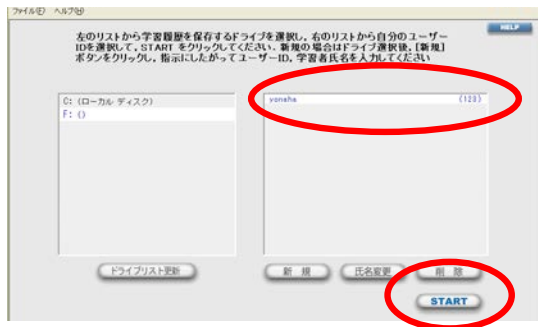 ファイル(F) ヘルプ(H)
HELP
左のリストから学習履歴を保存するドライブを選択し、右のリストから自分のユーザー
IDを選択して、START をクリックしてください。新規の場合はドライブ選択後、[新規]
ボタンをクリックし、指示にしたがってユーザーID、学習者氏名を入力してください
C: (ローカル ディスク)
F: ()
yonsha (123)
ドライブリスト更新
新 規
氏名変更
削 除
START